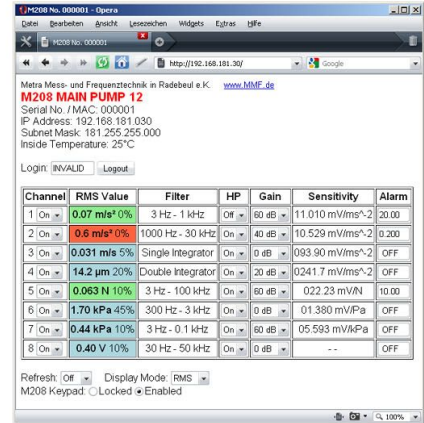 M208 No. 000001 - Opera
Datei Bearbeiten Ansicht Lesezeichen Widgets Extras Hilfe
M208 No. 000001
http://192.168.181.30/ Google
Metra Mess- und Frequenztechnik in Radebeul e.K. www.MMF.de
M208 MAIN PUMP 12
Serial No. / MAC: 000001
IP Address: 192.168.181.030
Subnet Mask: 181.255.255.000
Inside Temperature: 25°C
Login: INVALID Logout
Channel RMS Value Filter HP Gain Sensitivity Alarm
1 On 0.07 m/s² 0% 3 Hz - 1 kHz Off 60 dB 11.010 mV/ms^-2 20.00
2 On 0.6 m/s² 0% 1000 Hz - 30 kHz On 40 dB 10.529 mV/ms^-2 0.200
3 On 0.031 m/s 5% Single Integrator On 0 dB 093.90 mV/ms^-2 OFF
4 On 14.2 µm 20% Double Integrator On 20 dB 0241.7 mV/ms^-2 OFF
5 On 0.063 N 10% 3 Hz - 100 kHz On 60 dB 022.23 mV/N 10.00
6 On 1.70 kPa 45% 300 Hz - 3 kHz On 0 dB 01.380 mV/Pa OFF
7 On 0.44 kPa 10% 3 Hz - 0.1 kHz On 60 dB 05.593 mV/kPa OFF
8 On 0.40 V 10% 30 Hz - 50 kHz On 0 dB - - OFF
Refresh: Off Display Mode: RMS
M208 Keypad: Locked Enabled
100%